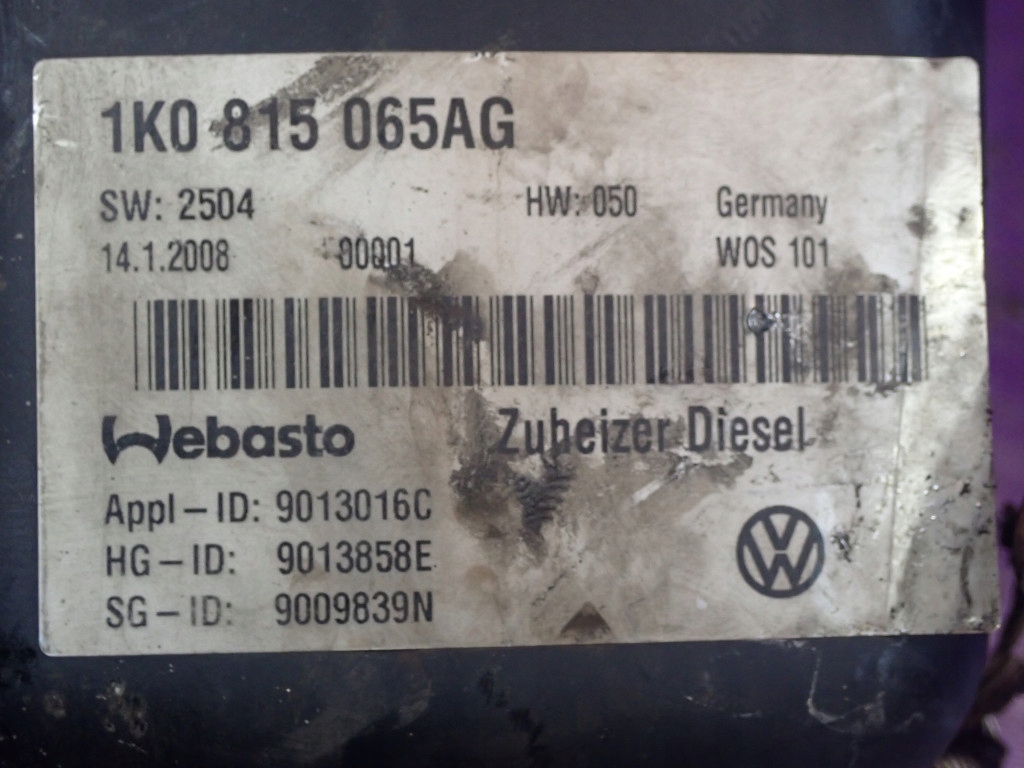 1K0 815 065AG
SW: 2504 HW: 050 Germany
14.1.2008 00001 WOS 101
Webasto Zuheizer Diesel
Appl-ID: 9013016C
HG-ID: 9013858E
SG-ID: 9009839N
VW